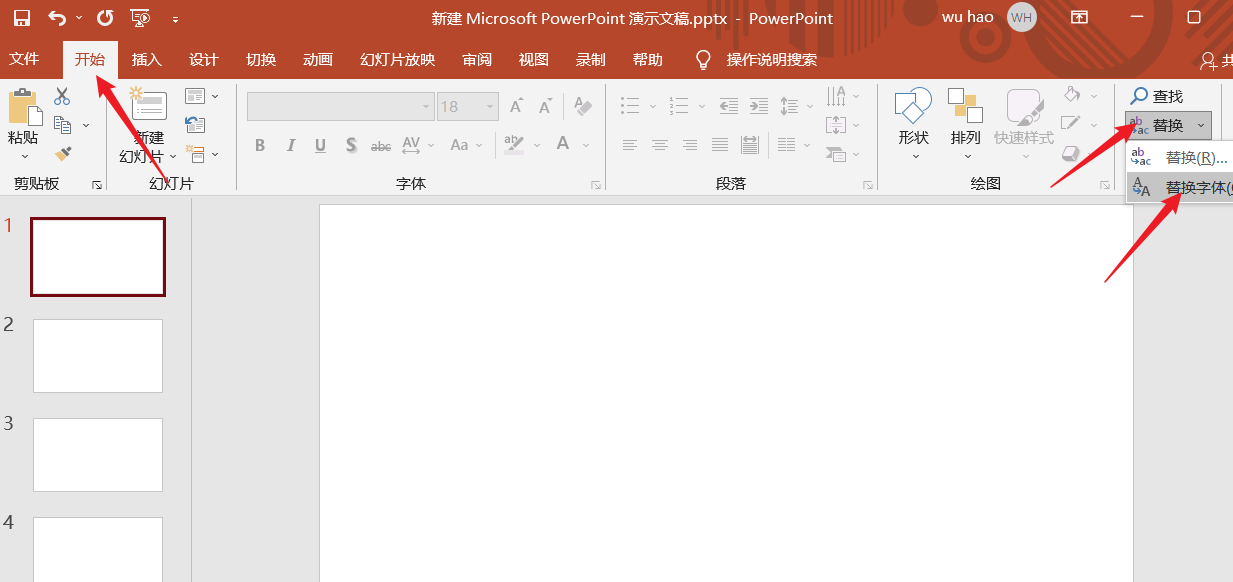 新建 Microsoft PowerPoint 演示文稿.pptx - PowerPoint
wu hao WH
文件 开始 插入 设计 切换 动画 幻灯片放映 审阅 视图 录制 帮助 操作说明搜索 共
粘贴
新建
幻灯片
18
B I U S abc AV Aa A
形状 排列 快速样式
查找
替换
替换(R)...
替换字体(
剪贴板 幻灯片 字体 段落 绘图
1
2
3
4